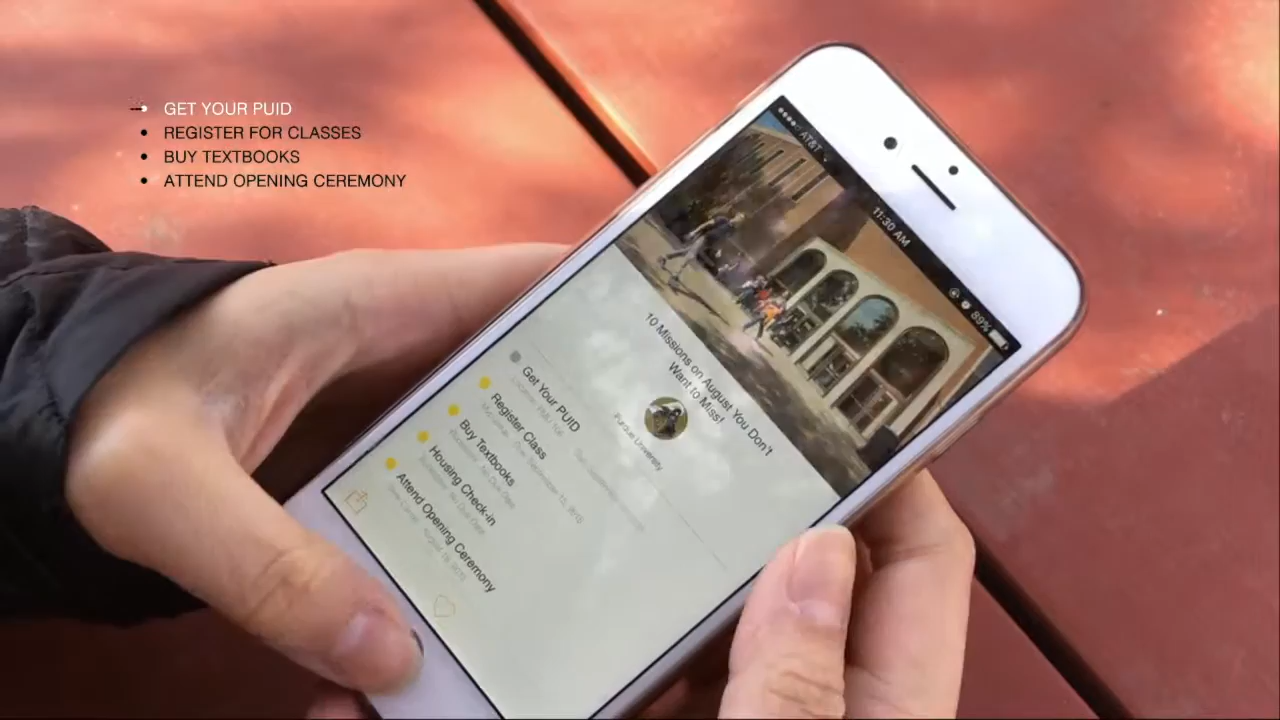 GET YOUR PUID
REGISTER FOR CLASSES
BUY TEXTBOOKS
ATTEND OPENING CEREMONY
AT&T
11:30 AM
89%
10 Missions on August You Don't
Want to Miss!
Purdue University
Get Your PUID
Register Class
Buy Textbooks
Housing Check-in
Attend Opening Ceremony